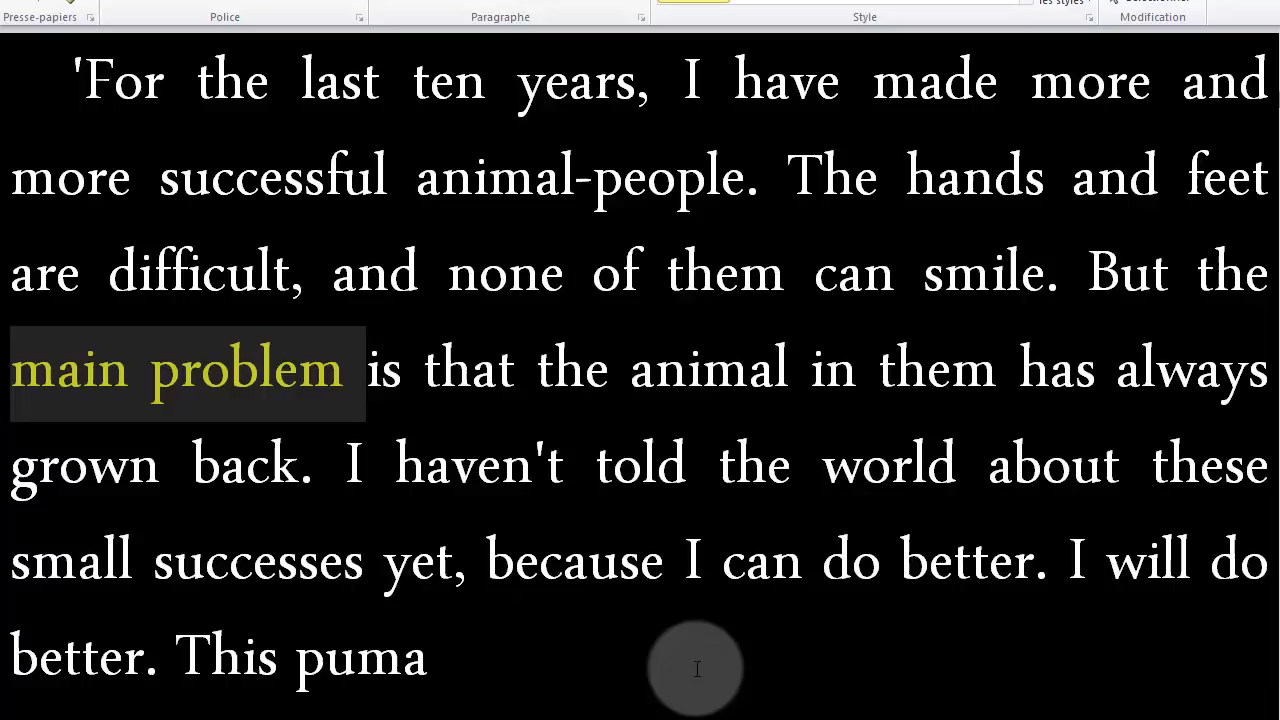 les styles
Presse-papiers
Police
Paragraphe
Style
Modification
'For the last ten years, I have made more and
more successful animal-people. The hands and feet
are difficult, and none of them can smile. But the
main problem is that the animal in them has always
grown back. I haven't told the world about these
small successes yet, because I can do better. I will do
better. This puma